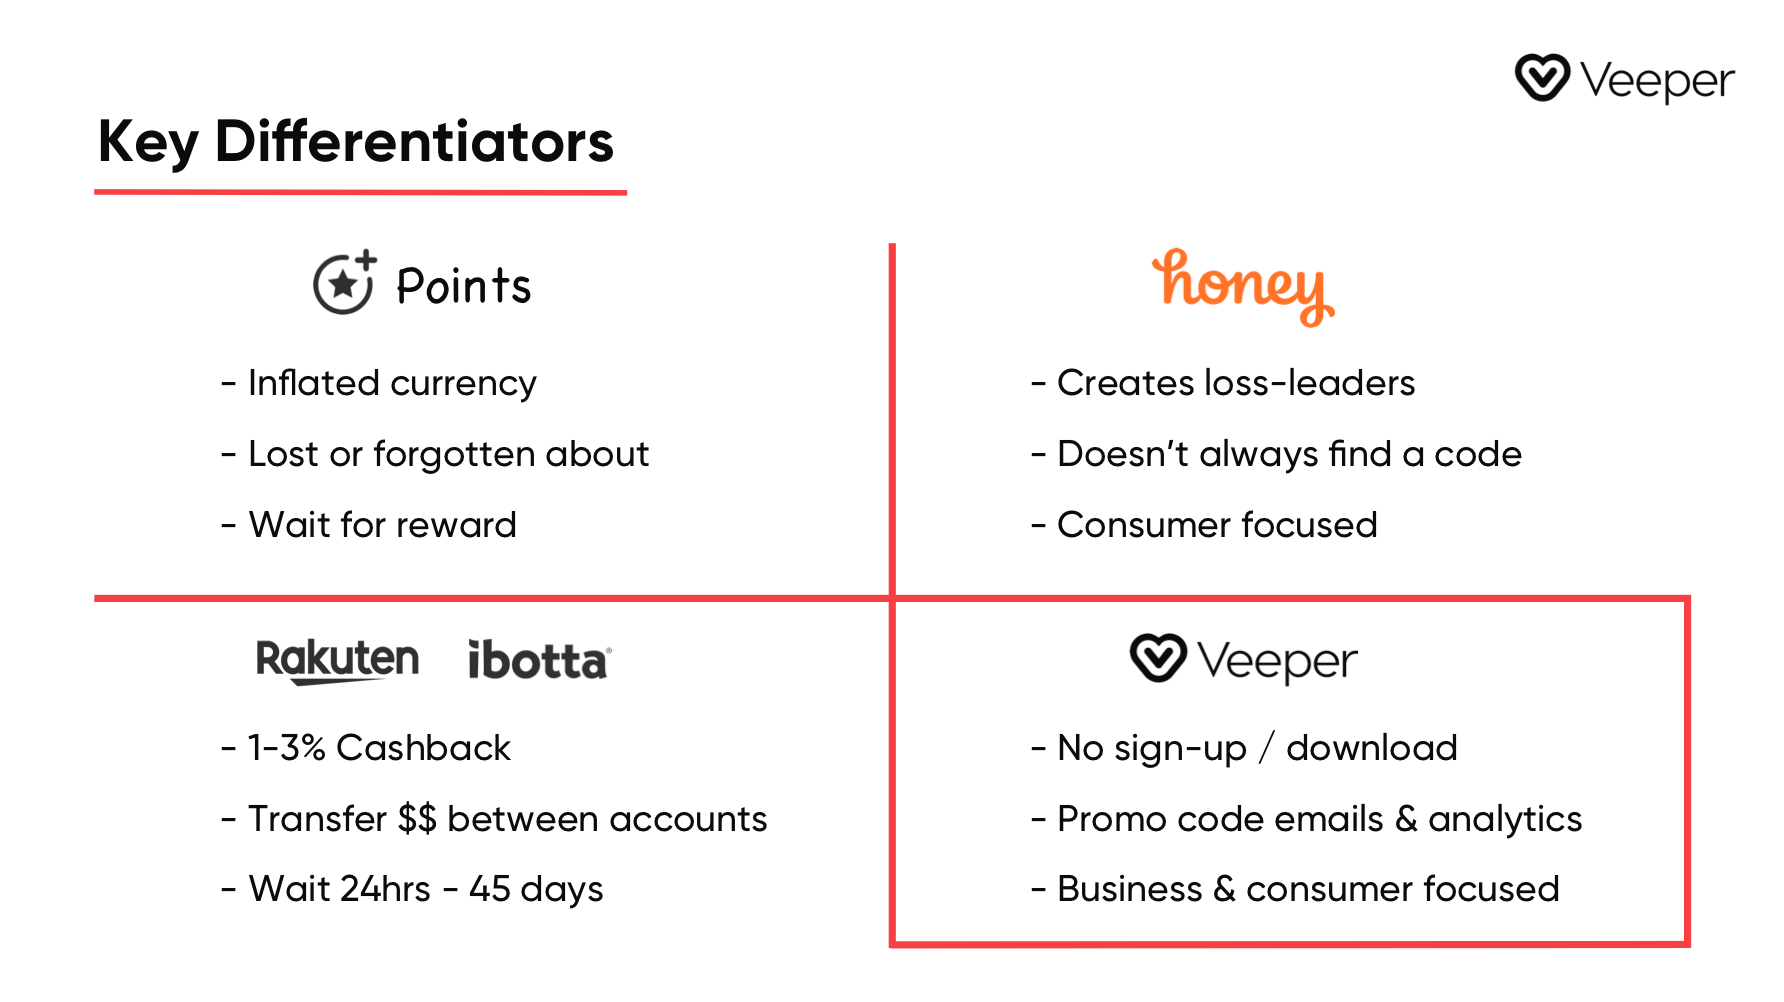 Veeper
Key Differentiators
Points
- Inflated currency
- Lost or forgotten about
- Wait for reward
honey
- Creates loss-leaders
- Doesn’t always find a code
- Consumer focused
Rakuten ibotta®
- 1-3% Cashback
- Transfer $$ between accounts
- Wait 24hrs - 45 days
Veeper
- No sign-up / download
- Promo code emails & analytics
- Business & consumer focused